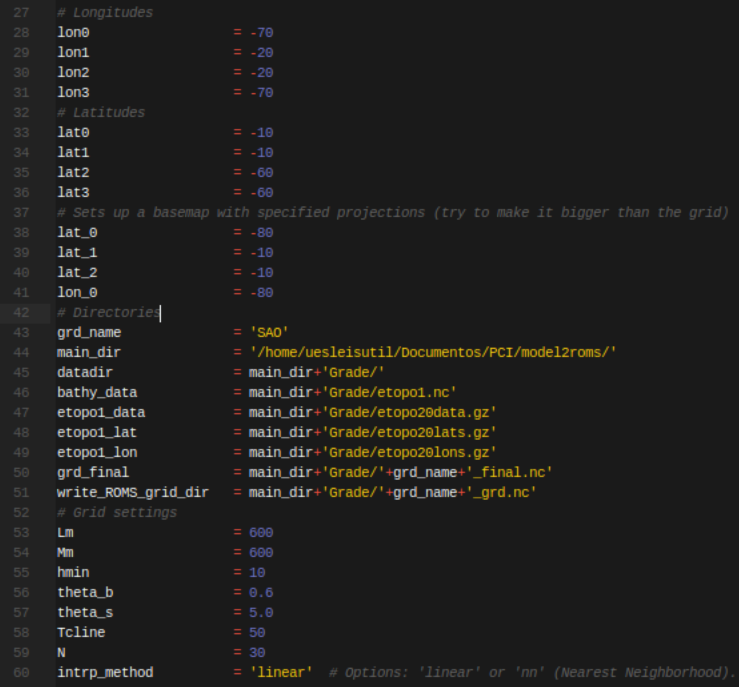 27 # Longitudes
28 lon0 = -70
29 lon1 = -20
30 lon2 = -20
31 lon3 = -70
32 # Latitudes
33 lat0 = -10
34 lat1 = -10
35 lat2 = -60
36 lat3 = -60
37 # Sets up a basemap with specified projections (try to make it bigger than the grid)
38 lat_0 = -80
39 lat_1 = -10
40 lat_2 = -10
41 lon_0 = -80
42 # Directories
43 grd_name = 'SAO'
44 main_dir = '/home/uesleisutil/Documentos/PCI/model2roms/'
45 datadir = main_dir+'Grade/'
46 bathy_data = main_dir+'Grade/etopo1.nc'
47 etopo1_data = main_dir+'Grade/etopo20data.gz'
48 etopo1_lat = main_dir+'Grade/etopo20lats.gz'
49 etopo1_lon = main_dir+'Grade/etopo20lons.gz'
50 grd_final = main_dir+'Grade/'+grd_name+'_final.nc'
51 write_ROMS_grid_dir = main_dir+'Grade/'+grd_name+'_grd.nc'
52 # Grid settings
53 Lm = 600
54 Mm = 600
55 hmin = 10
56 theta_b = 0.6
57 theta_s = 5.0
58 Tcline = 50
59 N = 30
60 intrp_method = 'linear' # Options: 'linear' or 'nn' (Nearest Neighborhood).